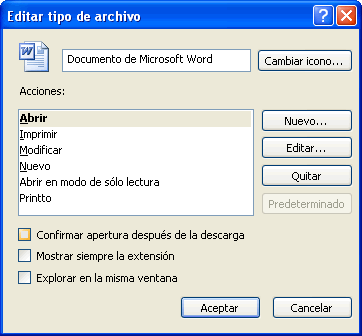 Editar tipo de archivo
Documento de Microsoft Word
Cambiar icono...
Acciones:
Abrir
Imprimir
Modificar
Nuevo
Abrir en modo de sólo lectura
Printto
Nuevo...
Editar...
Quitar
Predeterminado
Confirmar apertura después de la descarga
Mostrar siempre la extensión
Explorar en la misma ventana
Aceptar
Cancelar